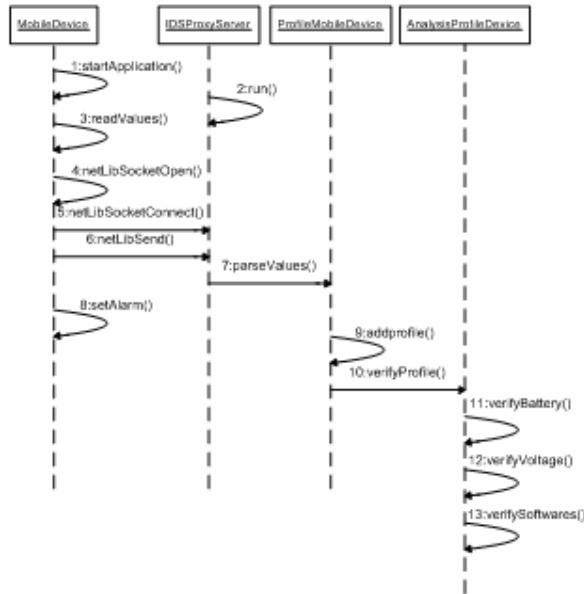 MobileDevice
IDSProxyServer
ProfileMobileDevice
AnalysisProfileDevice
1:startApplication()
2:run()
3:readValues()
4:netLibSocketOpen()
5:netLibSocketConnect()
6:netLibSend()
7:parseValues()
8:setAlarm()
9:addprofile()
10:verifyProfile()
11:verifyBattery()
12:verifyVoltage()
13:verifySoftwares()